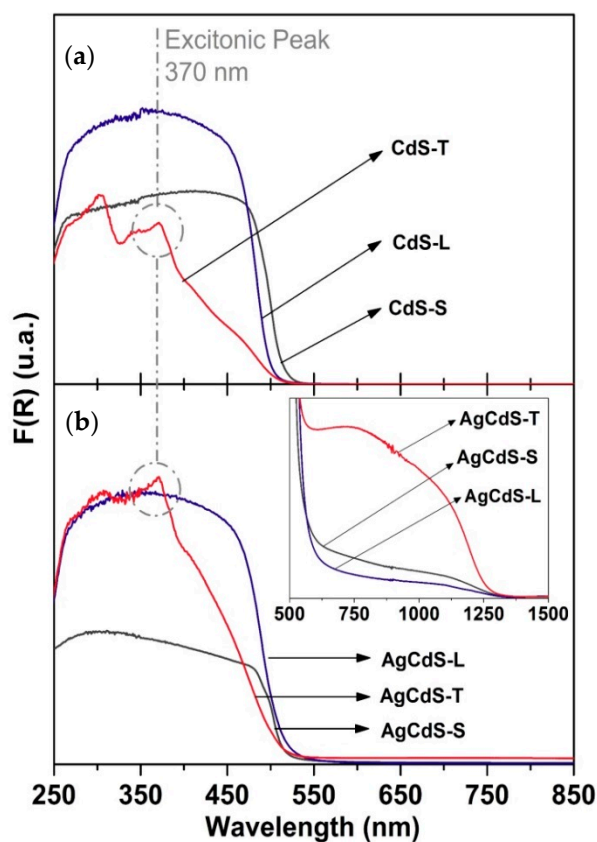 (a)
Excitonic Peak
370 nm
CdS-T
CdS-L
CdS-S
F(R) (u.a.)
(b)
AgCdS-T
AgCdS-S
AgCdS-L
500 750 1000 1250 1500
AgCdS-L
AgCdS-T
AgCdS-S
250 350 450 550 650 750 850
Wavelength (nm)